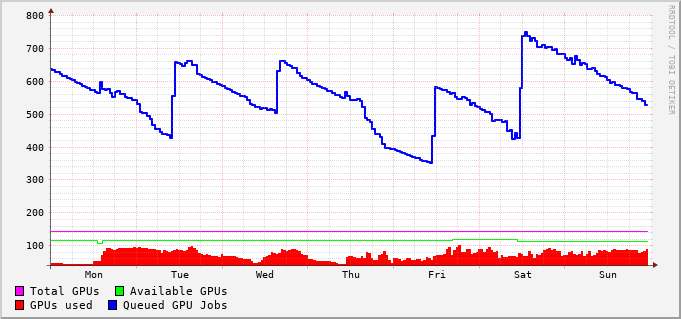 RRDTOOL / TOBI OETIKER
800
700
600
500
400
300
200
100
Mon Tue Wed Thu Fri Sat Sun
Total GPUs Available GPUs
GPUs used Queued GPU Jobs